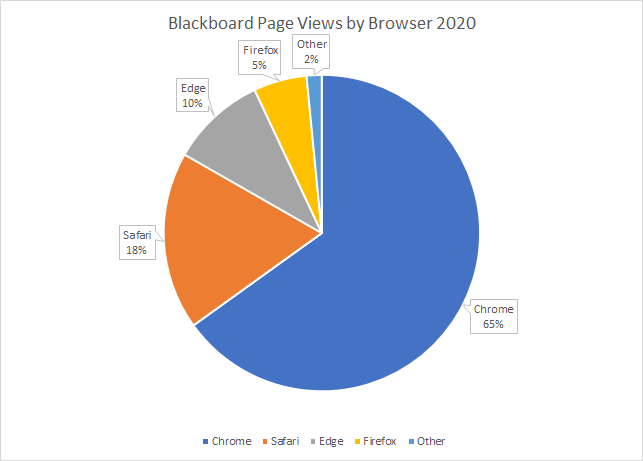 Blackboard Page Views by Browser 2020
Other
2%
Firefox
5%
Edge
10%
Safari
18%
Chrome
65%
Chrome Safari Edge Firefox Other